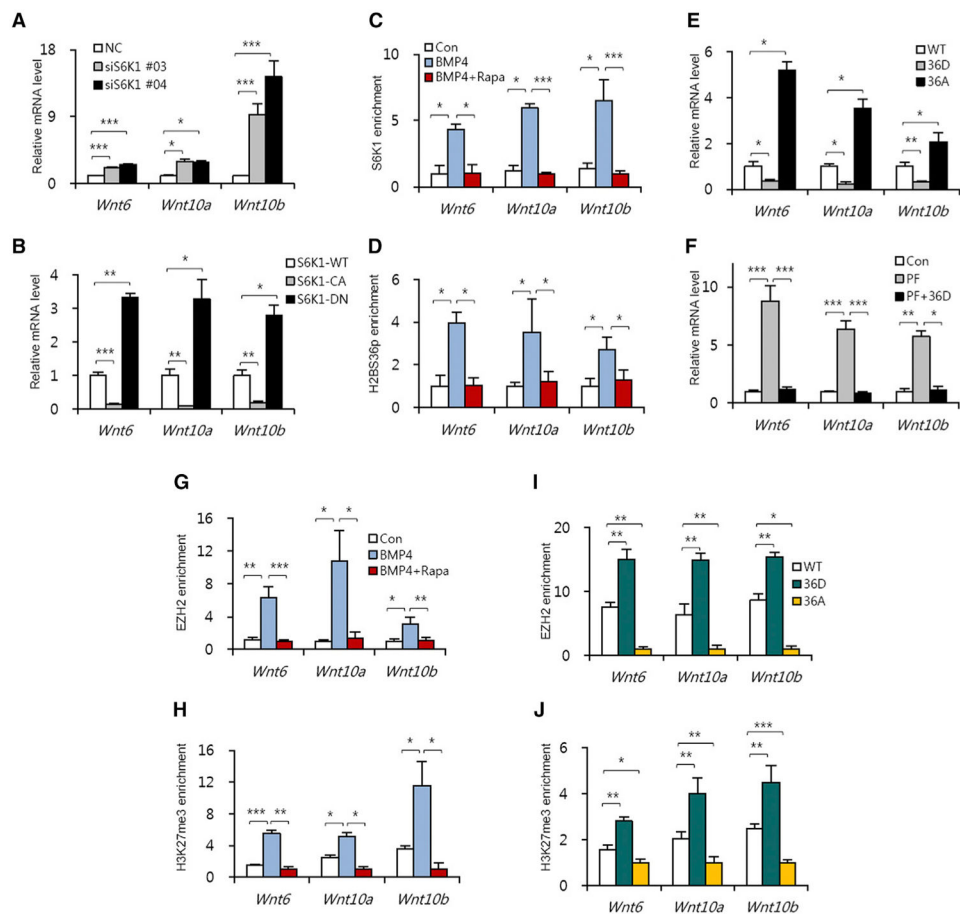 A
Relative mRNA level
18
9
0
NC
siS6K1 #03
siS6K1 #04
***
***
*
*
***
***
Wnt6 Wnt10a Wnt10b
C
S6K1 enrichment
10
5
0
Con
BMP4
BMP4+Rapa
* *
* ***
* ***
Wnt6 Wnt10a Wnt10b
E
Relative mRNA level
8
6
4
2
0
WT
36D
36A
*
*
*
*
*
**
Wnt6 Wnt10a Wnt10b
B
Relative mRNA level
4
3
2
1
0
S6K1-WT
S6K1-CA
S6K1-DN
**
***
*
**
*
**
Wnt6 Wnt10a Wnt10b
D
H2BS36p enrichment
6
4
2
0
* *
* *
* *
Wnt6 Wnt10a Wnt10b
F
Relative mRNA level
10
5
0
Con
PF
PF+36D
*** ***
*** ***
** *
Wnt6 Wnt10a Wnt10b
G
EZH2 enrichment
16
12
8
4
0
Con
BMP4
BMP4+Rapa
** ***
* *
* **
Wnt6 Wnt10a Wnt10b
I
EZH2 enrichment
20
10
0
WT
36D
36A
**
**
**
**
*
**
Wnt6 Wnt10a Wnt10b
H
H3K27me3 enrichment
16
12
8
4
0
*** **
* *
* *
Wnt6 Wnt10a Wnt10b
J
H3K27me3 enrichment
6
4
2
0
*
**
**
**
***
**
Wnt6 Wnt10a Wnt10b